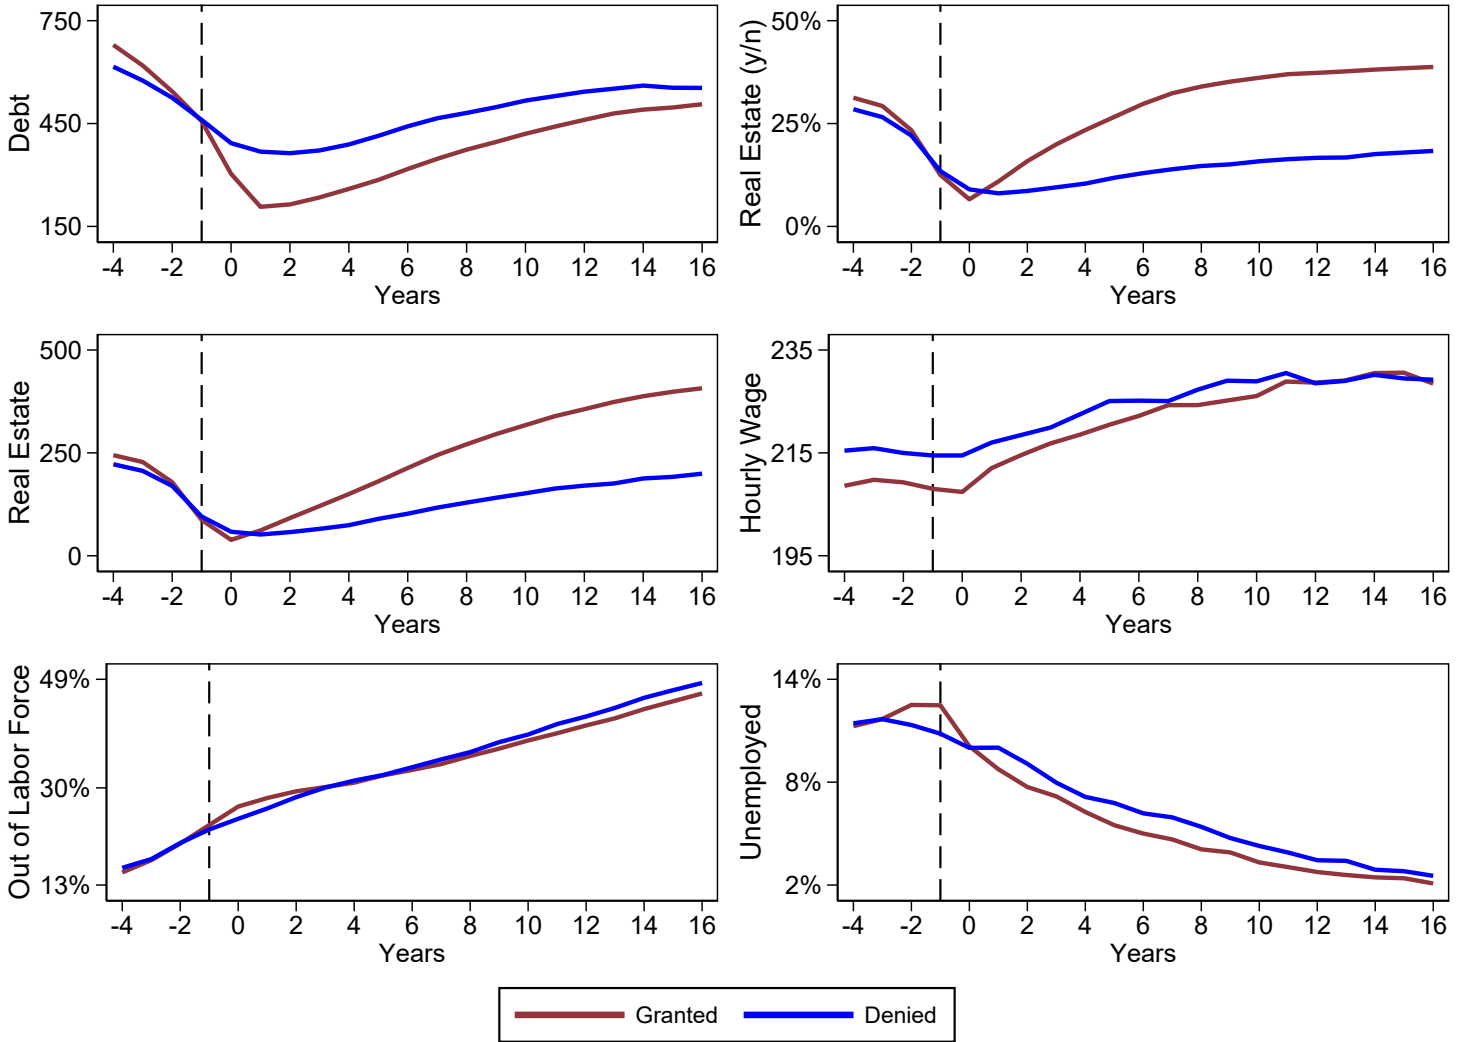 Debt
750
450
150
-4 -2 0 2 4 6 8 10 12 14 16
Years
Real Estate (y/n)
50%
25%
0%
-4 -2 0 2 4 6 8 10 12 14 16
Years
Real Estate
500
250
0
-4 -2 0 2 4 6 8 10 12 14 16
Years
Hourly Wage
235
215
195
-4 -2 0 2 4 6 8 10 12 14 16
Years
Out of Labor Force
49%
30%
13%
-4 -2 0 2 4 6 8 10 12 14 16
Years
Unemployed
14%
8%
2%
-4 -2 0 2 4 6 8 10 12 14 16
Years
Granted Denied